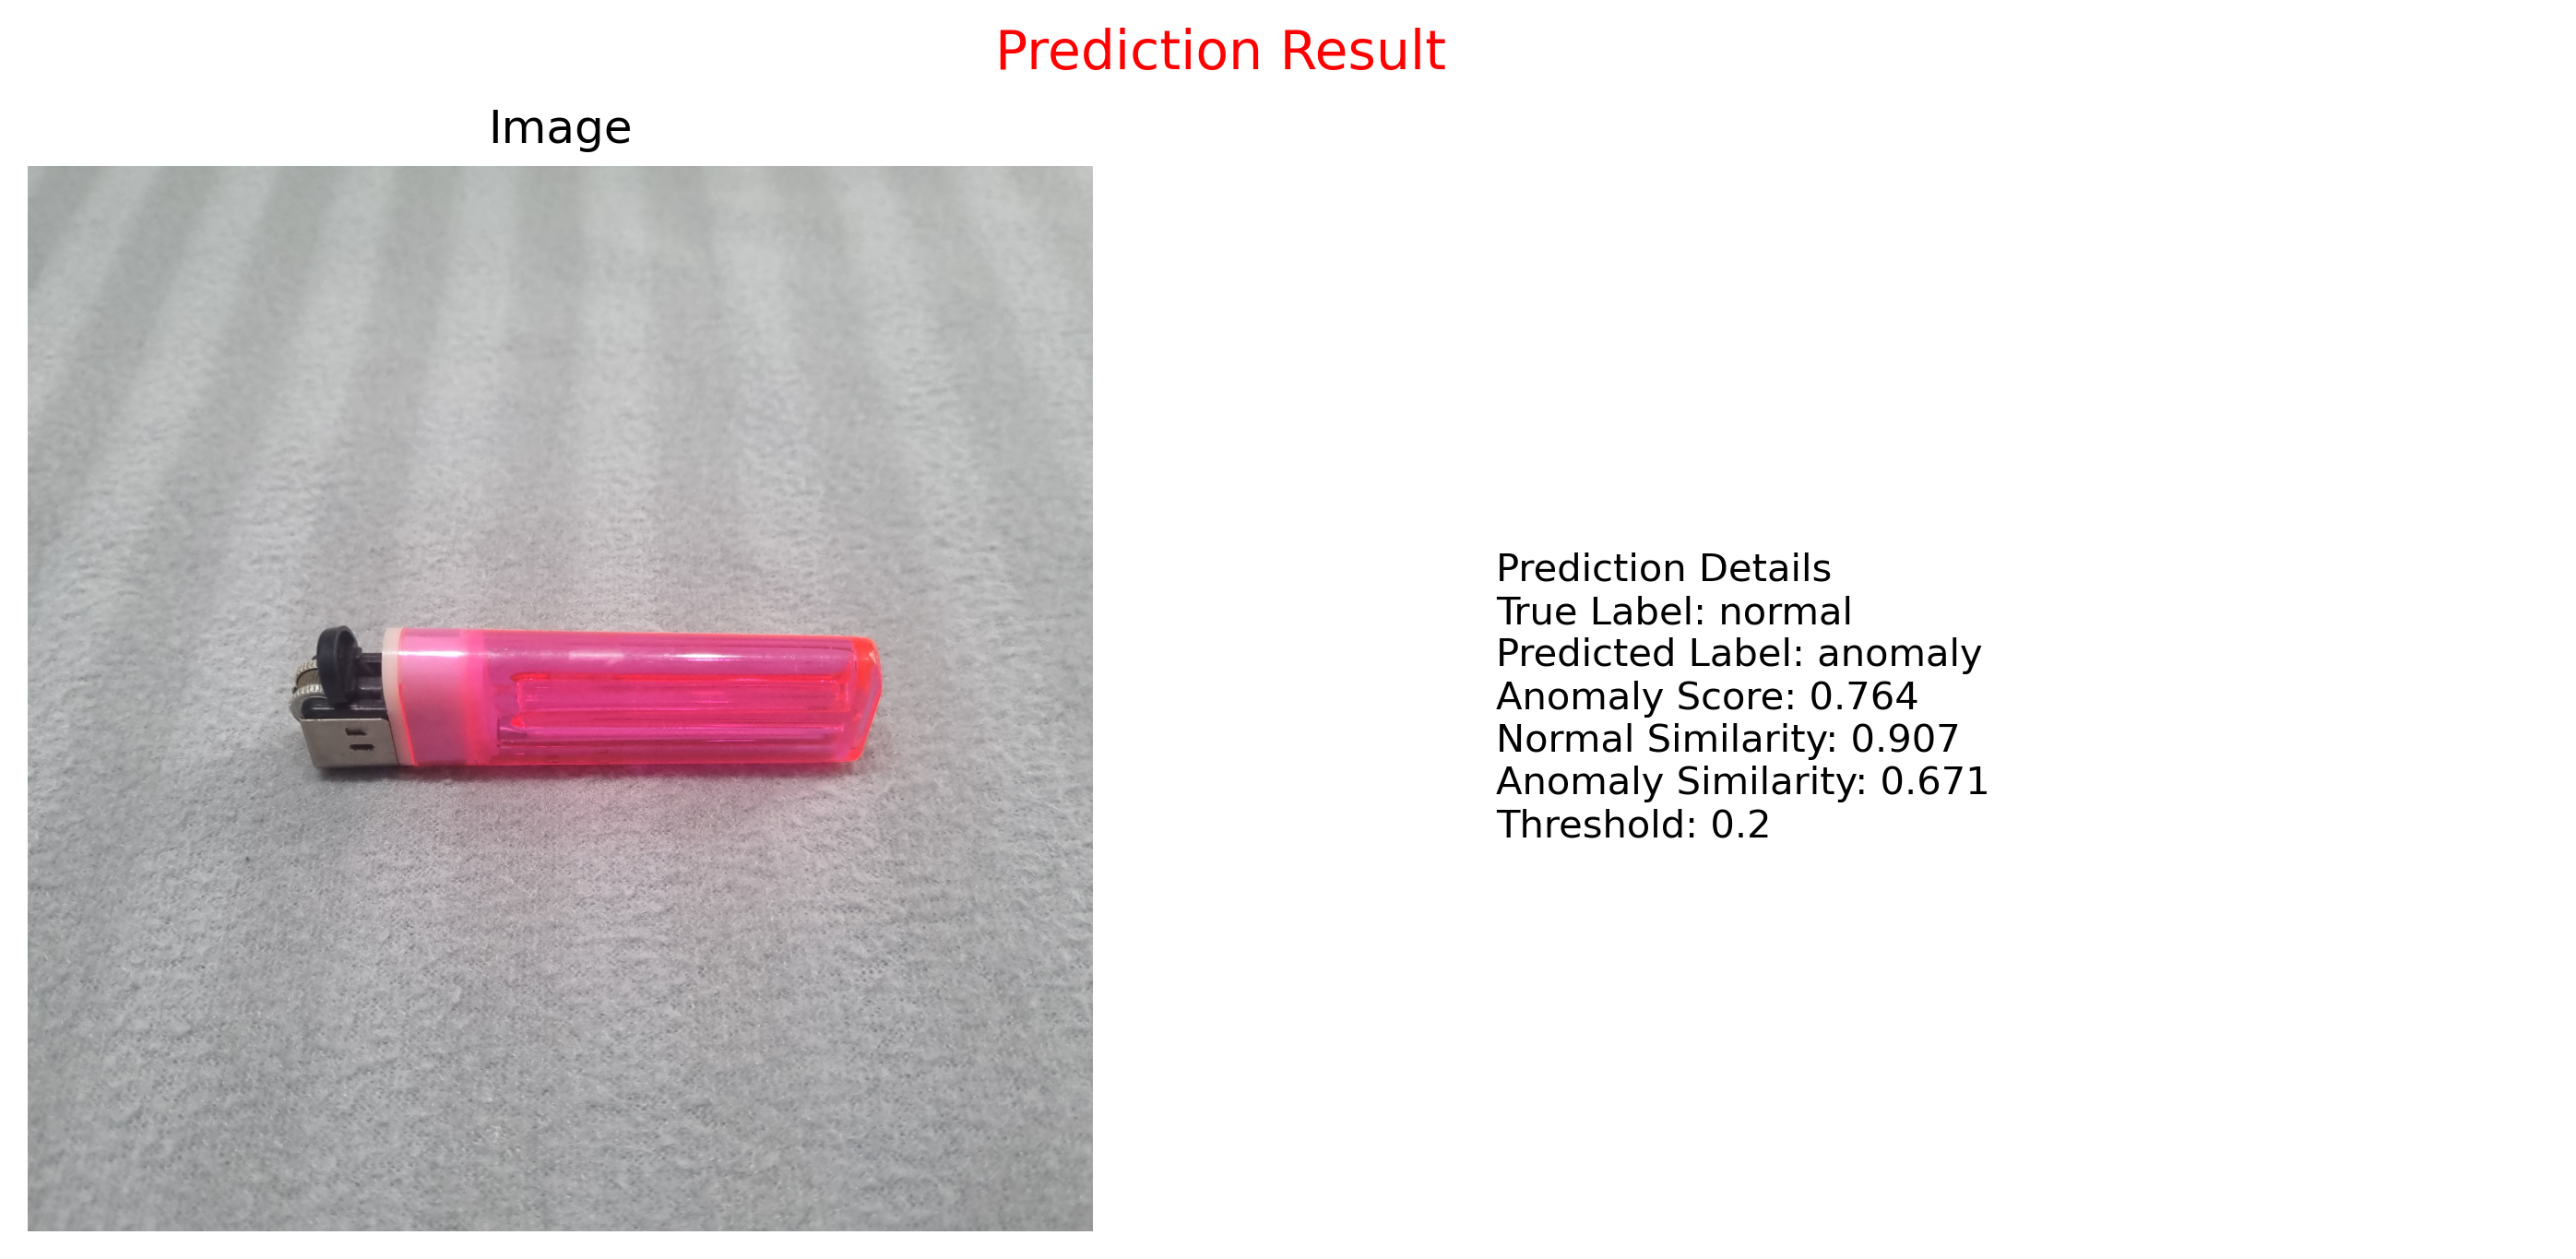 Prediction Result
Image
Prediction Details
True Label: normal
Predicted Label: anomaly
Anomaly Score: 0.764
Normal Similarity: 0.907
Anomaly Similarity: 0.671
Threshold: 0.2